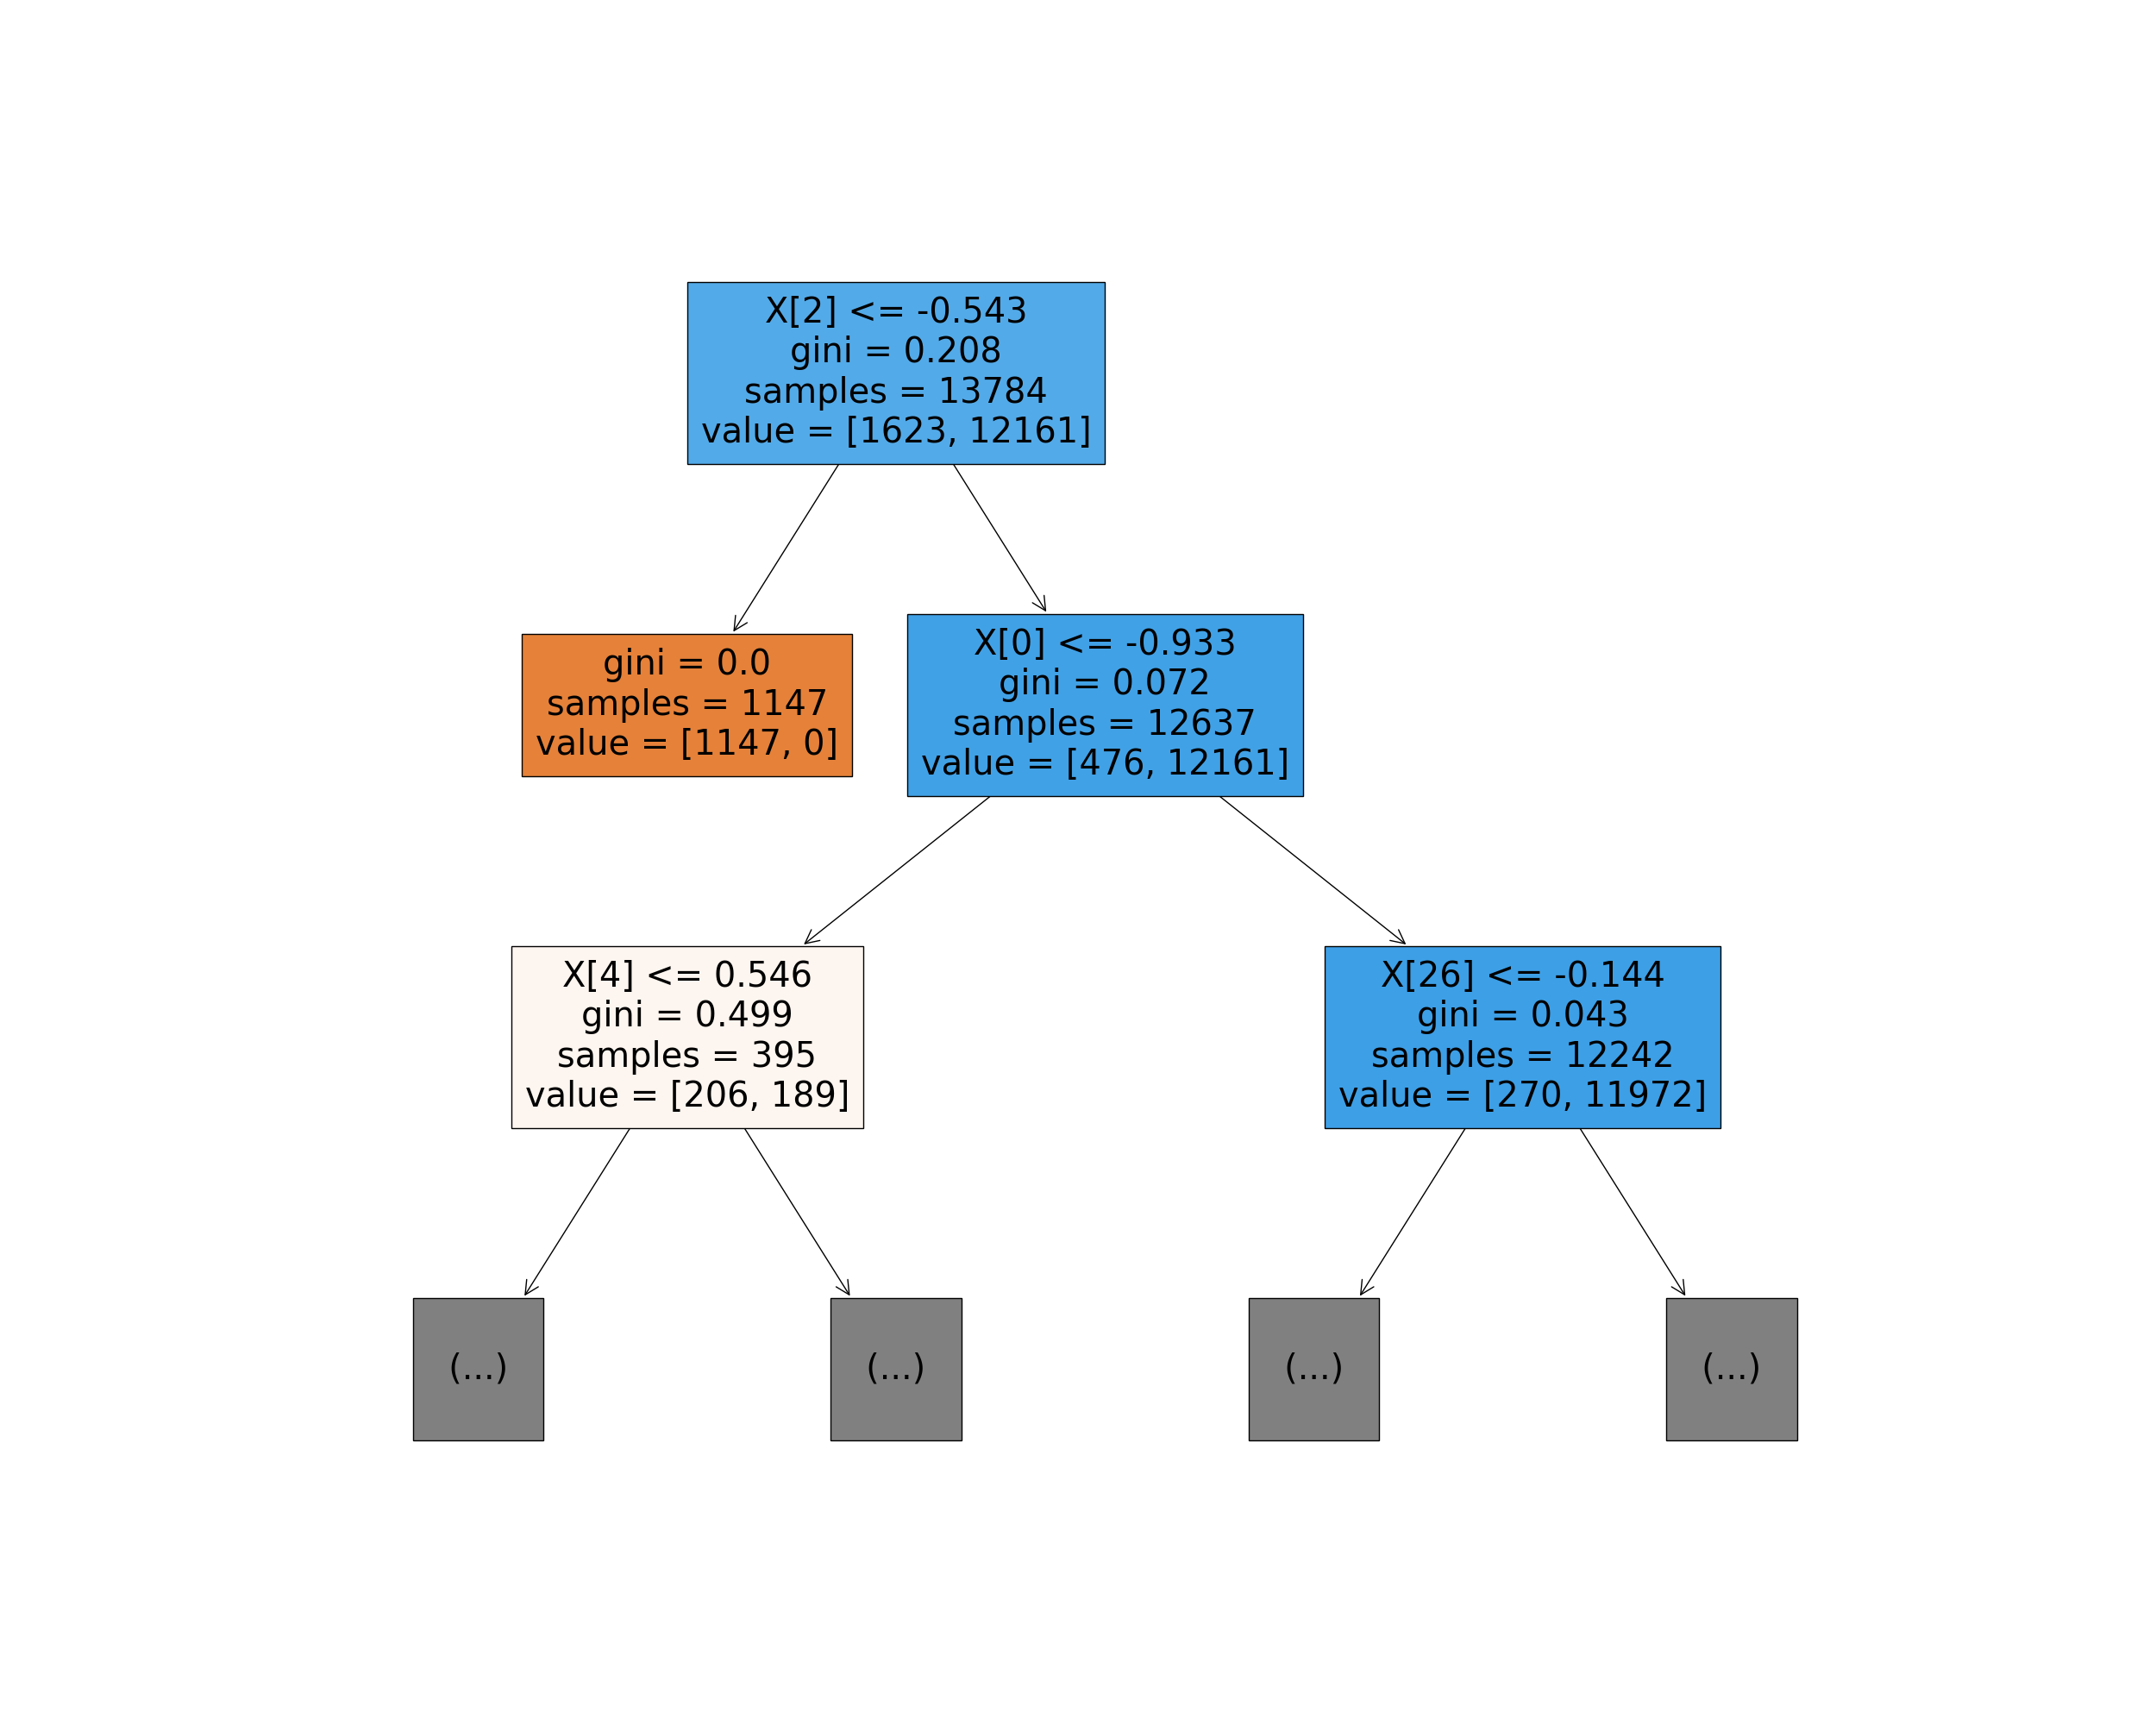 X[2] <= -0.543
gini = 0.208
samples = 13784
value = [1623, 12161]
gini = 0.0
samples = 1147
value = [1147, 0]
X[0] <= -0.933
gini = 0.072
samples = 12637
value = [476, 12161]
X[4] <= 0.546
gini = 0.499
samples = 395
value = [206, 189]
X[26] <= -0.144
gini = 0.043
samples = 12242
value = [270, 11972]
(...)
(...)
(...)
(...)